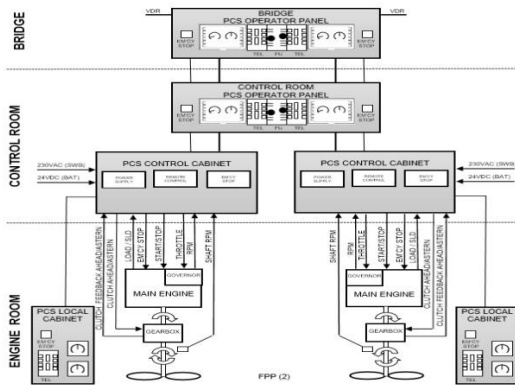 BRIDGE
VDR
BRIDGE
PCS OPERATOR PANEL
VDR
EM'CY
STOP
TEL
TEL
EM'CY
STOP
CONTROL ROOM
CONTROL ROOM
PCS OPERATOR PANEL
EM'CY
STOP
TEL
TEL
EM'CY
STOP
230VAC (SWB)
24VDC (BAT)
PCS CONTROL CABINET
POWER
SUPPLY
REMOTE
CONTROL
EM'CY
STOP
PCS CONTROL CABINET
POWER
SUPPLY
REMOTE
CONTROL
EM'CY
STOP
230VAC (SWB)
24VDC (BAT)
ENGINE ROOM
CLUTCH FEEDBACK AHEAD/ASTERN
CLUTCH AHEAD/ASTERN
LOAD / SLD
EM'CY STOP
START/STOP
THROTTLE
RPM
SHAFT RPM
GOVERNOR
MAIN ENGINE
GEARBOX
SHAFT RPM
RPM
THROTTLE
START/STOP
EM'CY STOP
LOAD / SLD
CLUTCH AHEAD/ASTERN
CLUTCH FEEDBACK AHEAD/ASTERN
GOVERNOR
MAIN ENGINE
GEARBOX
PCS LOCAL
CABINET
EM'CY
STOP
TEL
PCS LOCAL
CABINET
EM'CY
STOP
TEL
FPP (2)